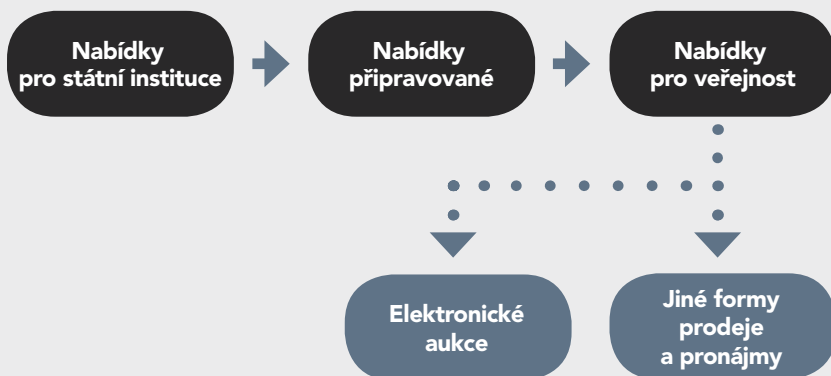 Nabídky
pro státní instituce
Nabídky
připravované
Nabídky
pro veřejnost
Elektronické
aukce
Jiné formy
prodeje
a pronájmy